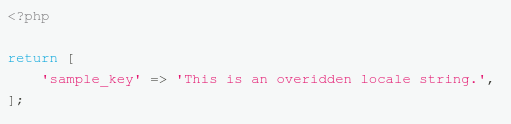 <?php
return [
'sample_key' => 'This is an overidden locale string.',
];